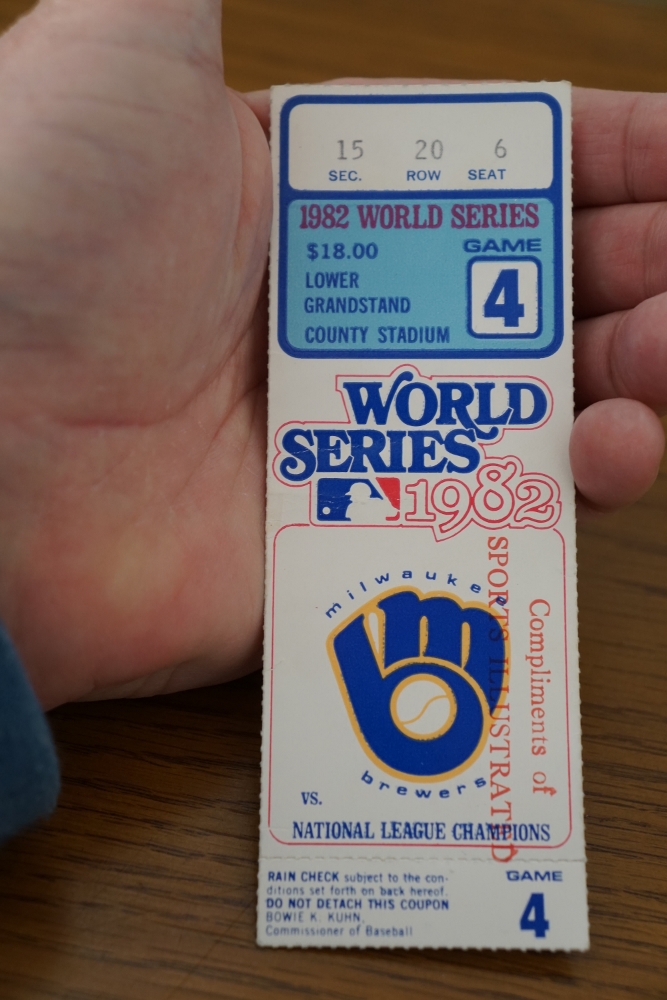 15 20 6
SEC. ROW SEAT
1982 WORLD SERIES
$18.00
GAME
4
LOWER
GRANDSTAND
COUNTY STADIUM
WORLD
SERIES
1982
milwaukee
brewers
Compliments of
SPORTS ILLUSTRATED
VS.
NATIONAL LEAGUE CHAMPIONS
RAIN CHECK subject to the con-
ditions set forth on back hereof.
DO NOT DETACH THIS COUPON
BOWIE K. KUHN,
Commissioner of Baseball
GAME
4